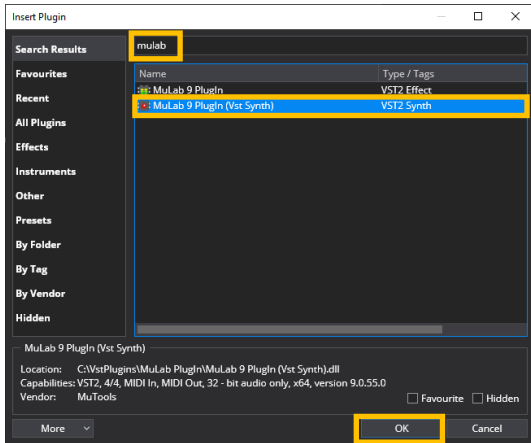 Insert Plugin
Search Results
mulab
Favourites
Recent
All Plugins
Effects
Instruments
Other
Presets
By Folder
By Tag
By Vendor
Hidden
Name Type / Tags
MuLab 9 PlugIn VST2 Effect
MuLab 9 PlugIn (Vst Synth) VST2 Synth
MuLab 9 PlugIn (Vst Synth)
Location: C:\VstPlugins\MuLab PlugIn\MuLab 9 PlugIn (Vst Synth).dll
Capabilities: VST2, 4/4, MIDI In, MIDI Out, 32 - bit audio only, x64, version 9.0.55.0
Vendor: MuTools
Favourite Hidden
More OK Cancel